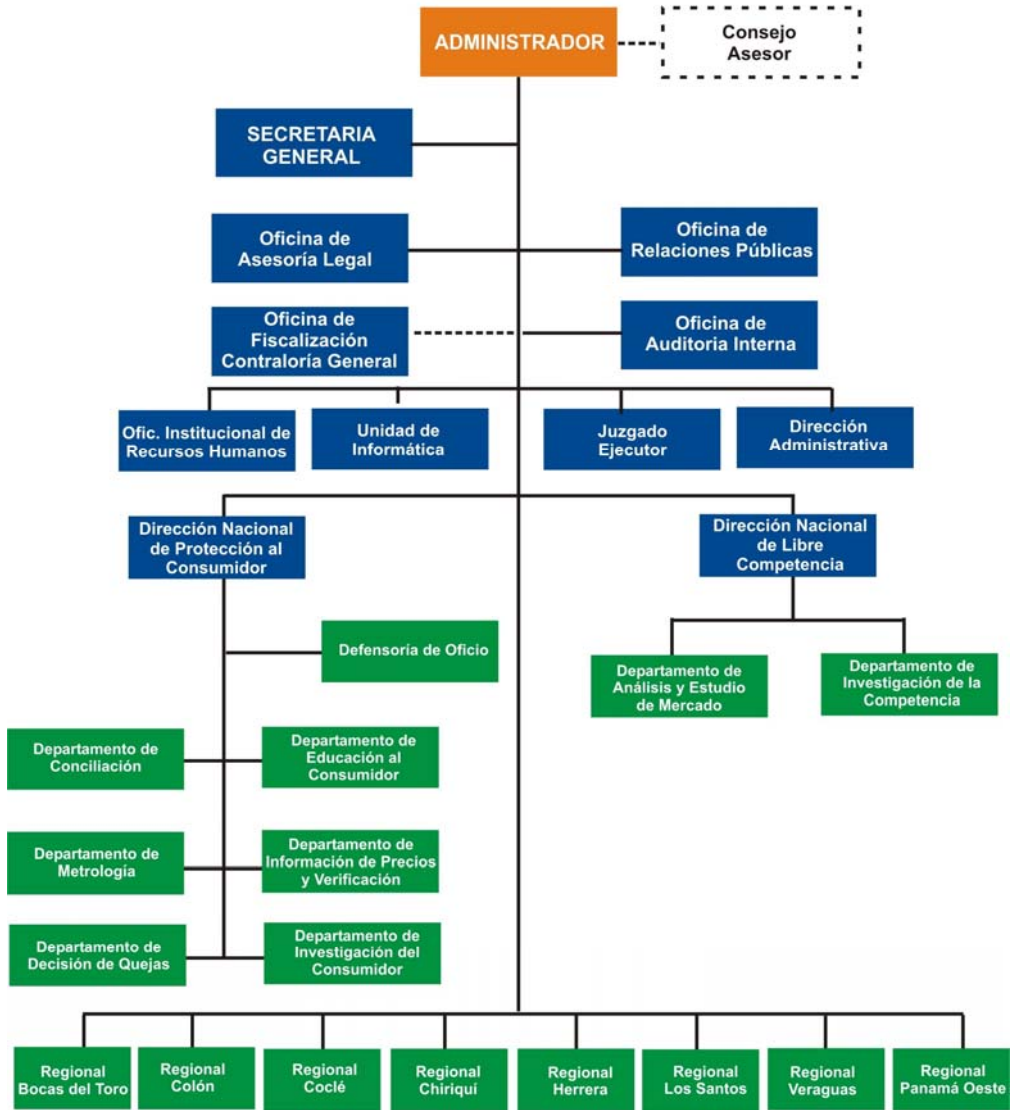 ADMINISTRADOR
Consejo
Asesor
SECRETARIA
GENERAL
Oficina de
Asesoría Legal
Oficina de
Relaciones Públicas
Oficina de
Fiscalización
Contraloría General
Oficina de
Auditoria Interna
Ofic. Institucional de
Recursos Humanos
Unidad de
Informática
Juzgado
Ejecutor
Dirección
Administrativa
Dirección Nacional
de Protección al
Consumidor
Dirección Nacional
de Libre
Competencia
Defensoría de Oficio
Departamento de
Análisis y Estudio
de Mercado
Departamento de
Investigación de la
Competencia
Departamento de
Conciliación
Departamento de
Educación al
Consumidor
Departamento de
Metrología
Departamento de
Información de Precios
y Verificación
Departamento de
Decisión de Quejas
Departamento de
Investigación del
Consumidor
Regional
Bocas del Toro
Regional
Colón
Regional
Coclé
Regional
Chiriquí
Regional
Herrera
Regional
Los Santos
Regional
Veraguas
Regional
Panamá Oeste